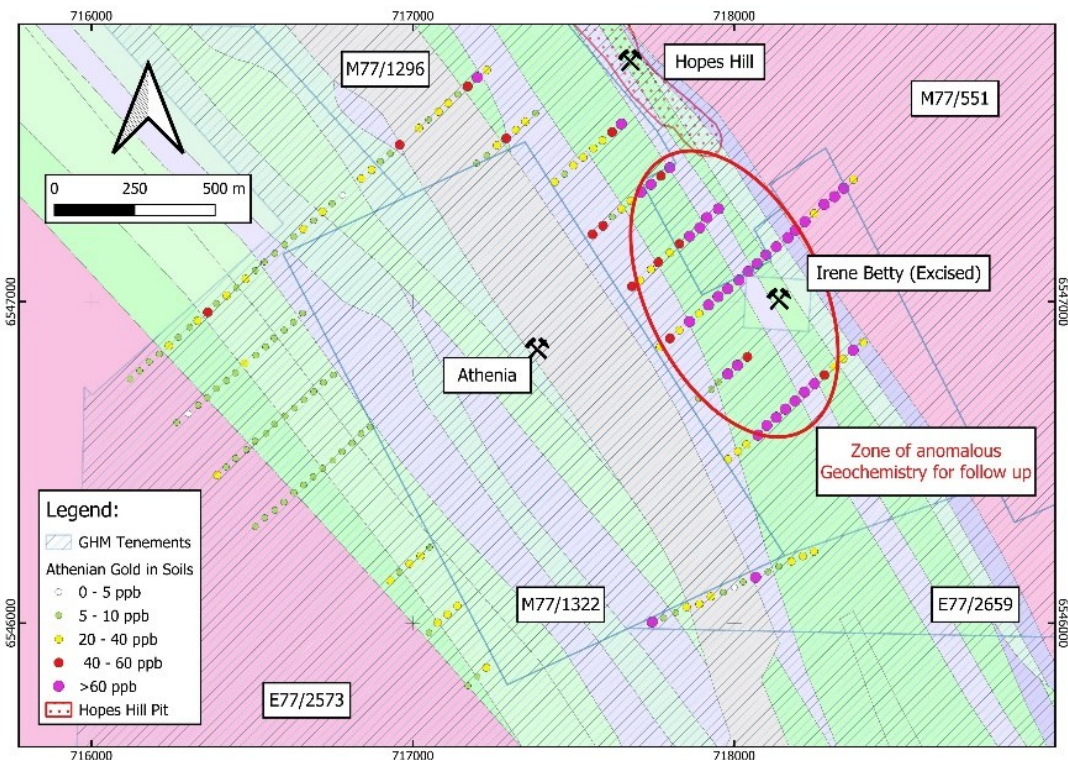 716000
717000
718000
M77/1296
Hopes Hill
M77/551
0 250 500 m
Irene Betty (Excised)
6547000
6547000
Athenia
Zone of anomalous
Geochemistry for follow up
Legend:
GHM Tenements
Athenian Gold in Soils
0 - 5 ppb
5 - 10 ppb
20 - 40 ppb
40 - 60 ppb
>60 ppb
Hopes Hill Pit
M77/1322
E77/2659
6546000
6546000
E77/2573
716000
717000
718000